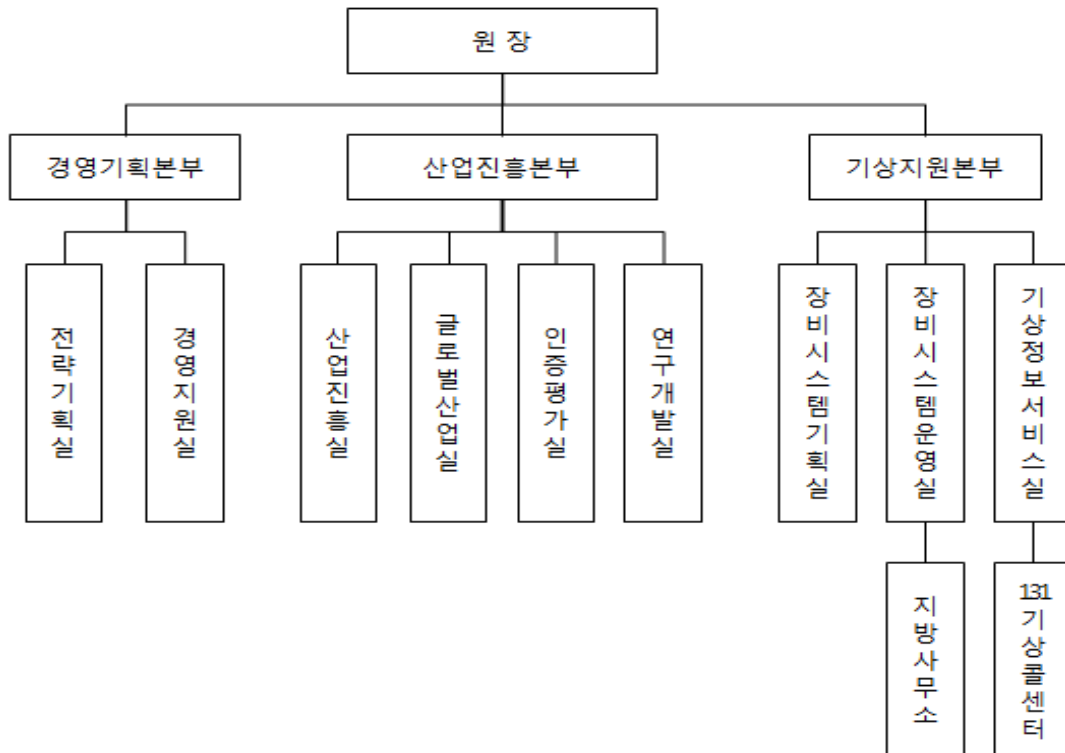 원 장
경영기획본부
산업진흥본부
기상지원본부
전략기획실
경영지원실
산업진흥실
글로벌산업실
인증평가실
연구개발실
장비시스템기획실
장비시스템운영실
기상정보서비스실
지방사무소
131기상콜센터